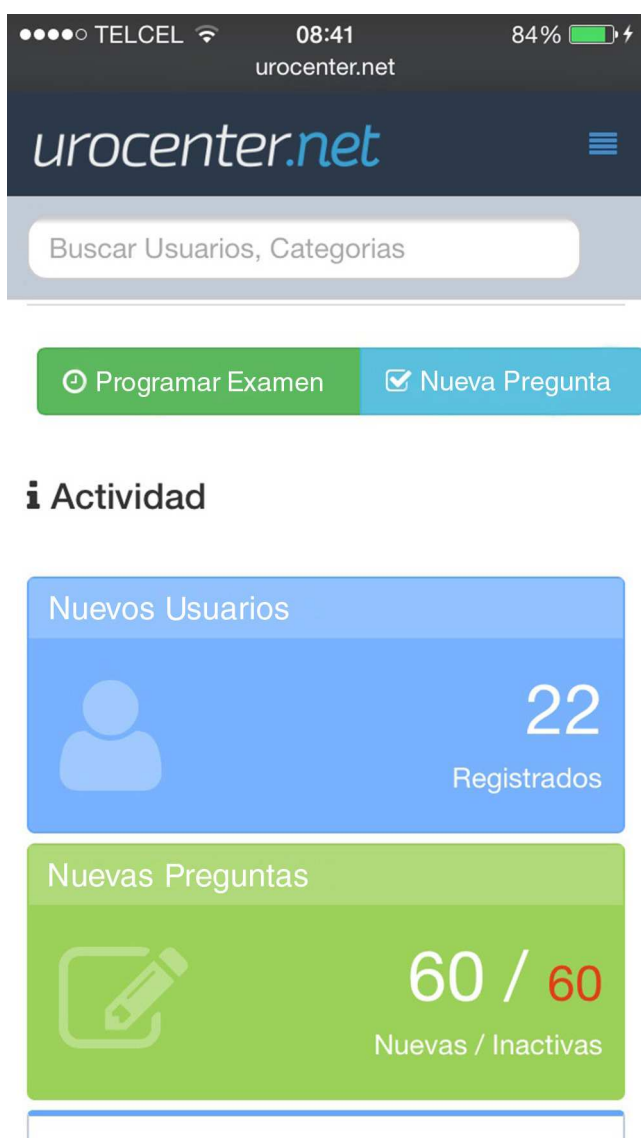 TELCEL 08:41 84%
urocenter.net
urocenter.net
Buscar Usuarios, Categorias
Programar Examen Nueva Pregunta
Actividad
Nuevos Usuarios
22
Registrados
Nuevas Preguntas
60 / 60
Nuevas / Inactivas